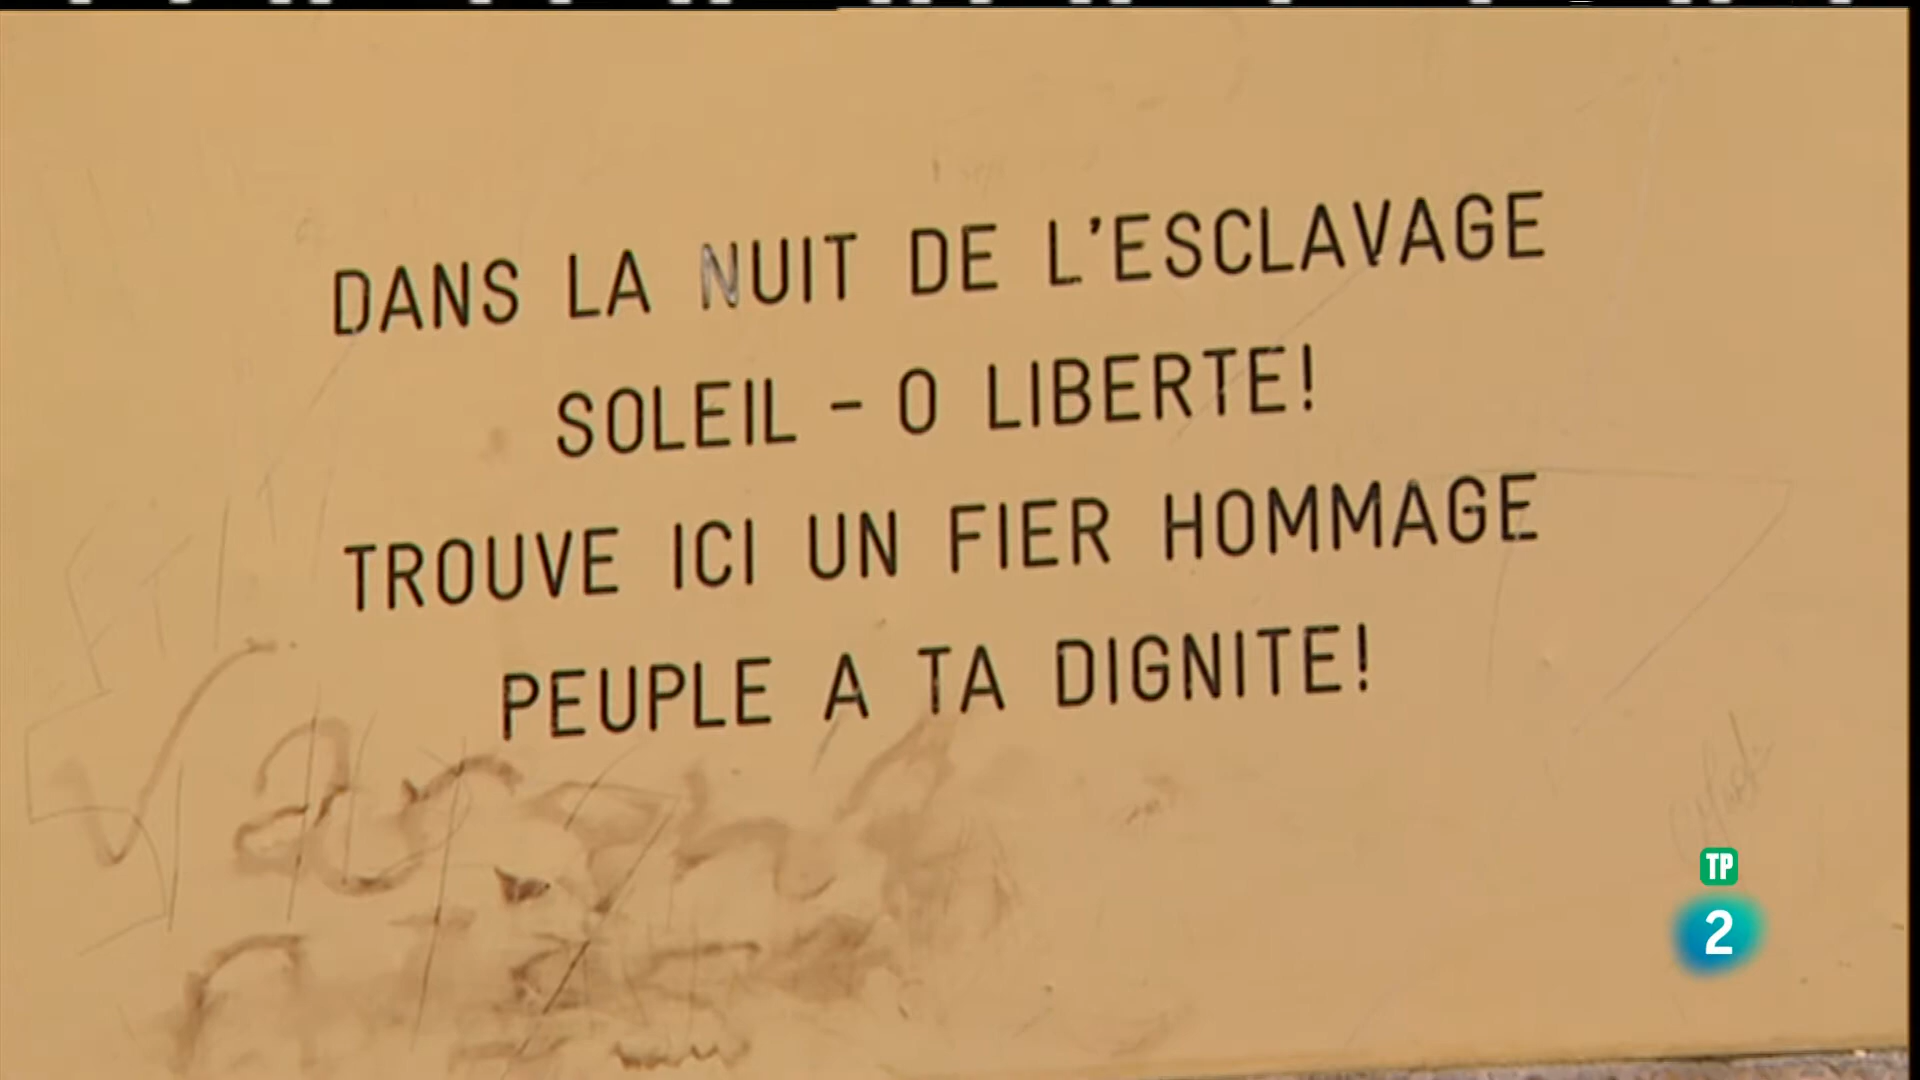 DANS LA NUIT DE L'ESCLAVAGE
SOLEIL - O LIBERTE!
TROUVE ICI UN FIER HOMMAGE
PEUPLE A TA DIGNITE!
TP
2